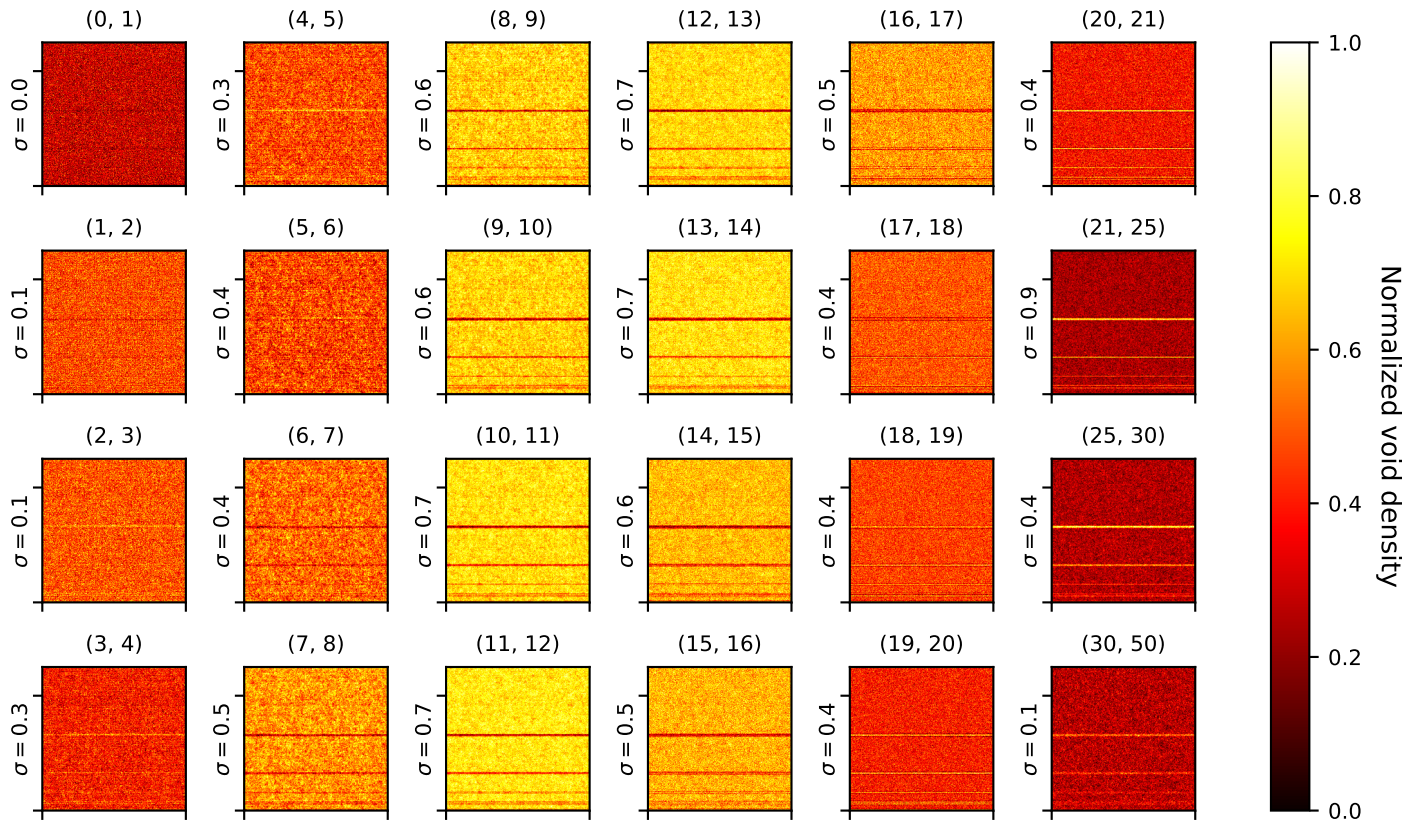 (0, 1) (4, 5) (8, 9) (12, 13) (16, 17) (20, 21)
σ = 0.0 σ = 0.3 σ = 0.6 σ = 0.7 σ = 0.5 σ = 0.4
(1, 2) (5, 6) (9, 10) (13, 14) (17, 18) (21, 25)
σ = 0.1 σ = 0.4 σ = 0.6 σ = 0.7 σ = 0.4 σ = 0.9
(2, 3) (6, 7) (10, 11) (14, 15) (18, 19) (25, 30)
σ = 0.1 σ = 0.4 σ = 0.7 σ = 0.6 σ = 0.4 σ = 0.4
(3, 4) (7, 8) (11, 12) (15, 16) (19, 20) (30, 50)
σ = 0.3 σ = 0.5 σ = 0.7 σ = 0.5 σ = 0.4 σ = 0.1
1.0
0.8
0.6
0.4
0.2
0.0
Normalized void density